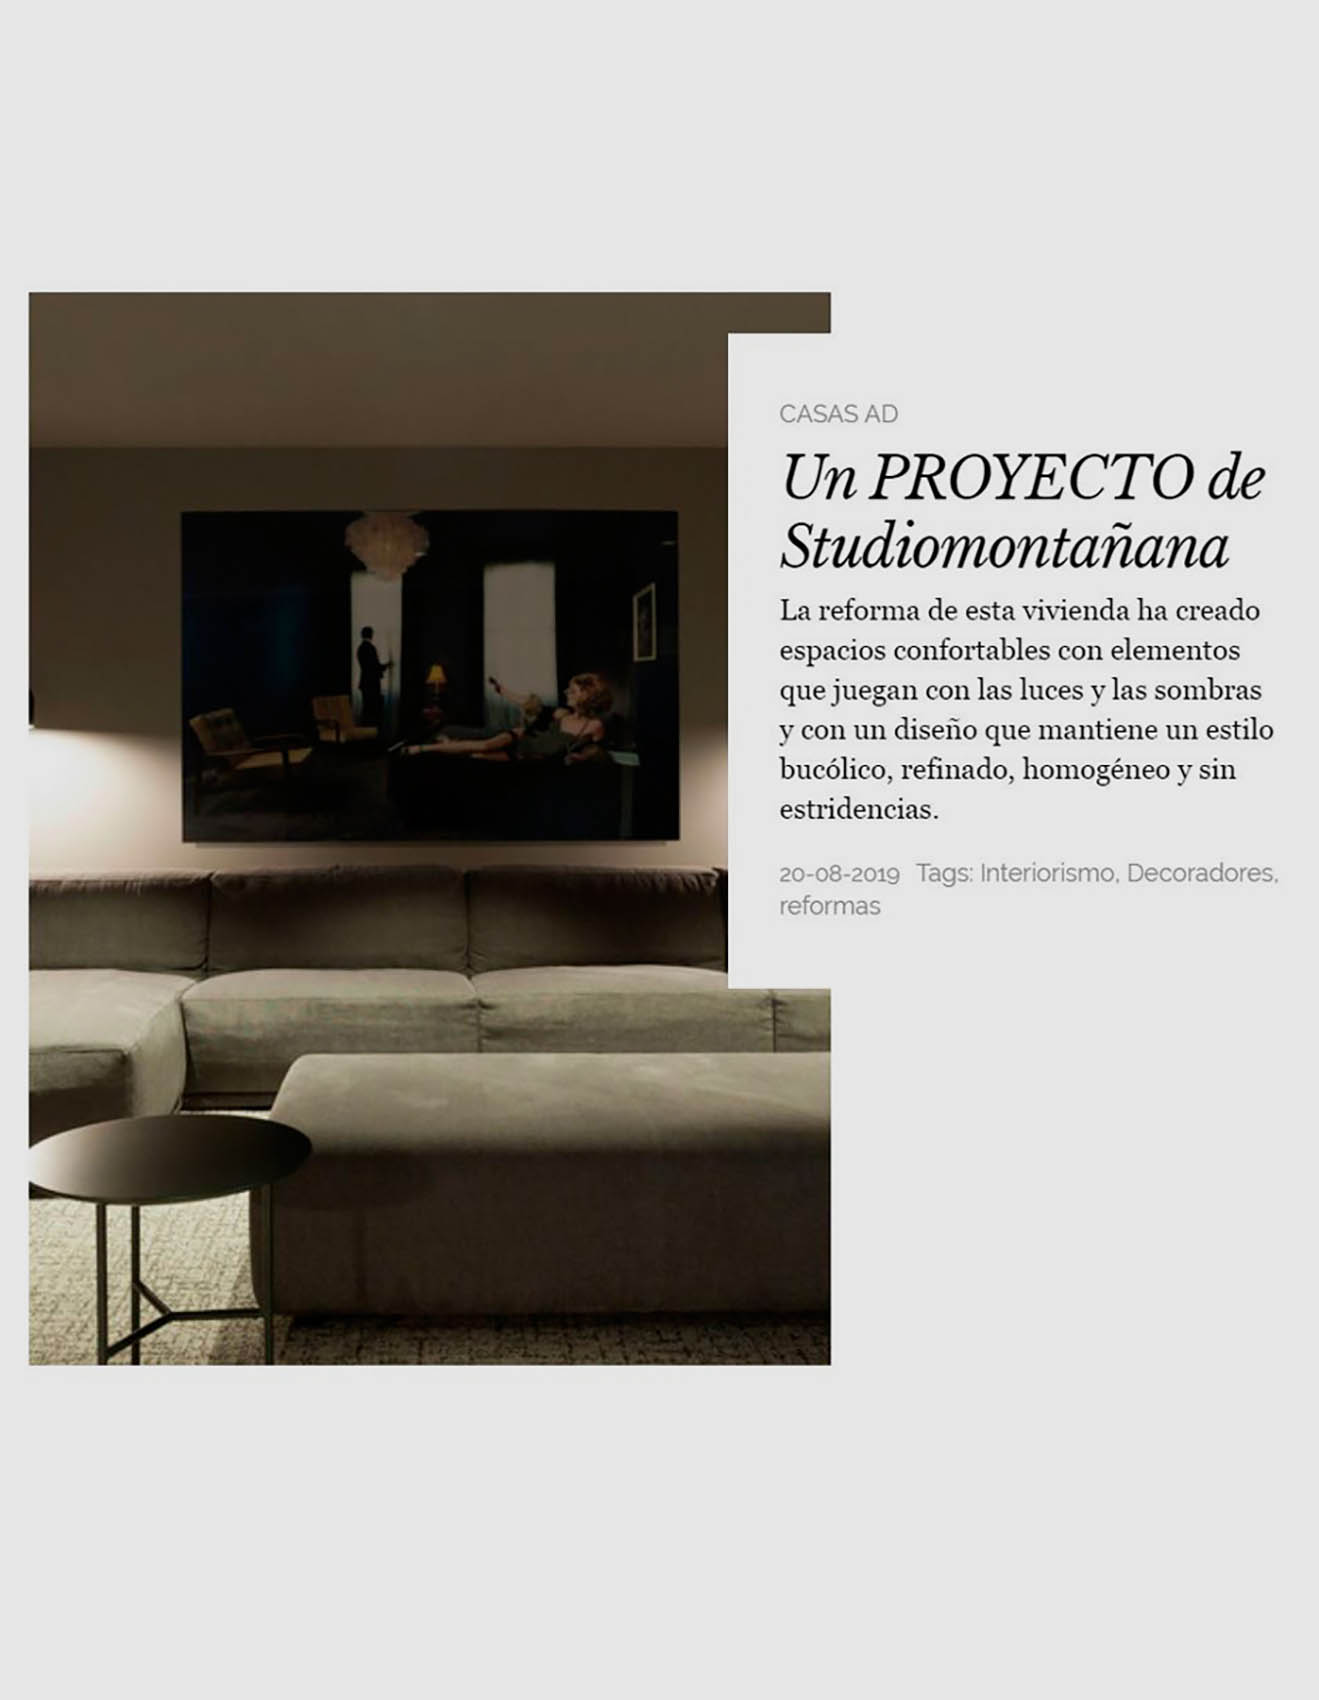 CASAS AD
Un PROYECTO de
Studiomontañana
La reforma de esta vivienda ha creado
espacios confortables con elementos
que juegan con las luces y las sombras
y con un diseño que mantiene un estilo
bucólico, refinado, homogéneo y sin
estridencias.
20-08-2019 Tags: Interiorismo, Decoradores,
reformas